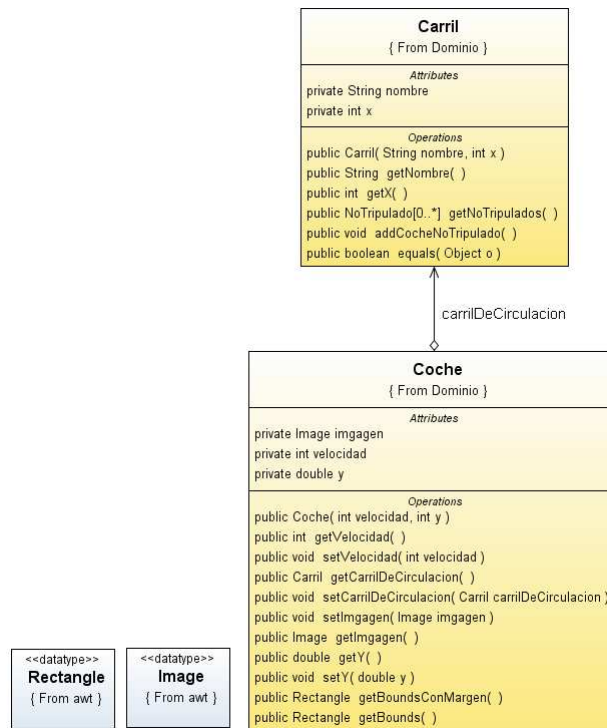 Carril
{ From Dominio }
Attributes
private String nombre
private int x
Operations
public Carril( String nombre, int x )
public String getNombre( )
public int getX( )
public NoTripulado[0..*] getNoTripulados( )
public void addCocheNoTripulado( )
public boolean equals( Object o )
carrilDeCirculacion
Coche
{ From Dominio }
Attributes
private Image imgagen
private int velocidad
private double y
Operations
public Coche( int velocidad, int y )
public int getVelocidad( )
public void setVelocidad( int velocidad )
public Carril getCarrilDeCirculacion( )
public void setCarrilDeCirculacion( Carril carrilDeCirculacion )
public void setImgagen( Image imgagen )
public Image getImgagen( )
public double getY( )
public void setY( double y )
public Rectangle getBoundsConMargen( )
public Rectangle getBounds( )
<<datatype>>
Rectangle
{ From awt }
<<datatype>>
Image
{ From awt }